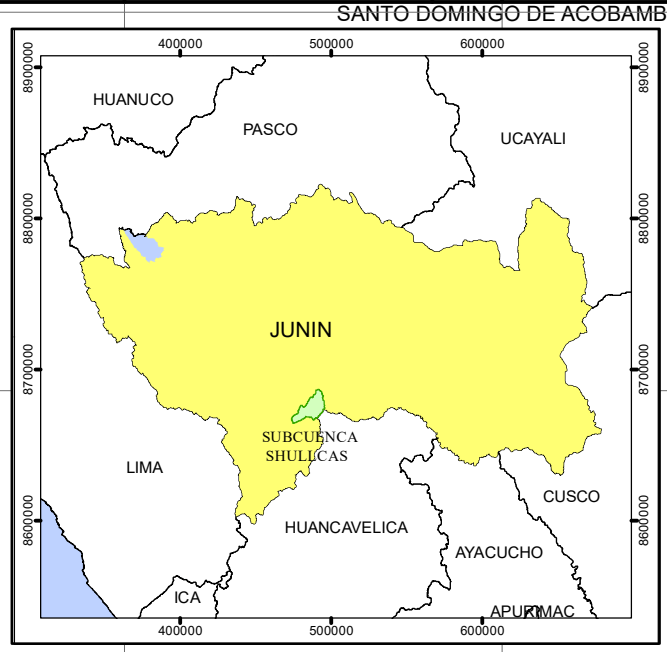 SANTO DOMINGO DE ACOBAMB
400000
500000
600000
8900000
8900000
HUANUCO
PASCO
UCAYALI
8800000
8800000
JUNIN
8700000
8700000
SUBCUENCA
SHULLCAS
LIMA
CUSCO
8600000
8600000
HUANCAVELICA
AYACUCHO
ICA
APURIMAC
400000
500000
600000